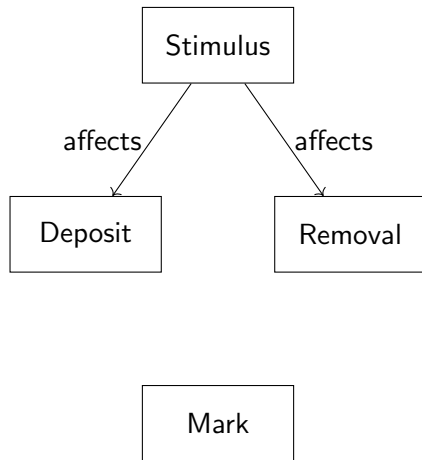 Stimulus
affects
affects
Deposit
Removal
Mark